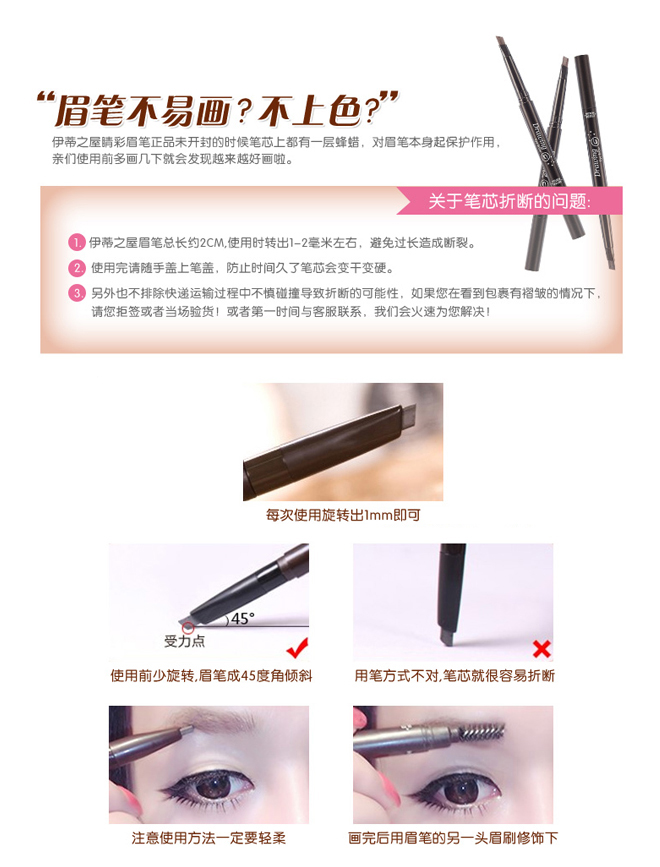 “眉笔不易画？不上色？”
伊蒂之屋睛彩眉笔正品未开封的时候笔芯上都有一层蜂蜡，对眉笔本身起保护作用，
亲们使用前多画几下就会发现越来越好画啦。
Drawing
Drawing
关于笔芯折断的问题:
1. 伊蒂之屋眉笔总长约2CM,使用时转出1-2毫米左右，避免过长造成断裂。
2. 使用完请随手盖上笔盖，防止时间久了笔芯会变干变硬。
3. 另外也不排除快递运输过程中不慎碰撞导致折断的可能性，如果您在看到包裹有褶皱的情况下，
请您拒签或者当场验货！或者第一时间与客服联系，我们会火速为您解决！
每次使用旋转出1mm即可
45°
受力点
使用前少旋转,眉笔成45度角倾斜
用笔方式不对,笔芯就很容易折断
注意使用方法一定要轻柔
画完后用眉笔的另一头眉刷修饰下